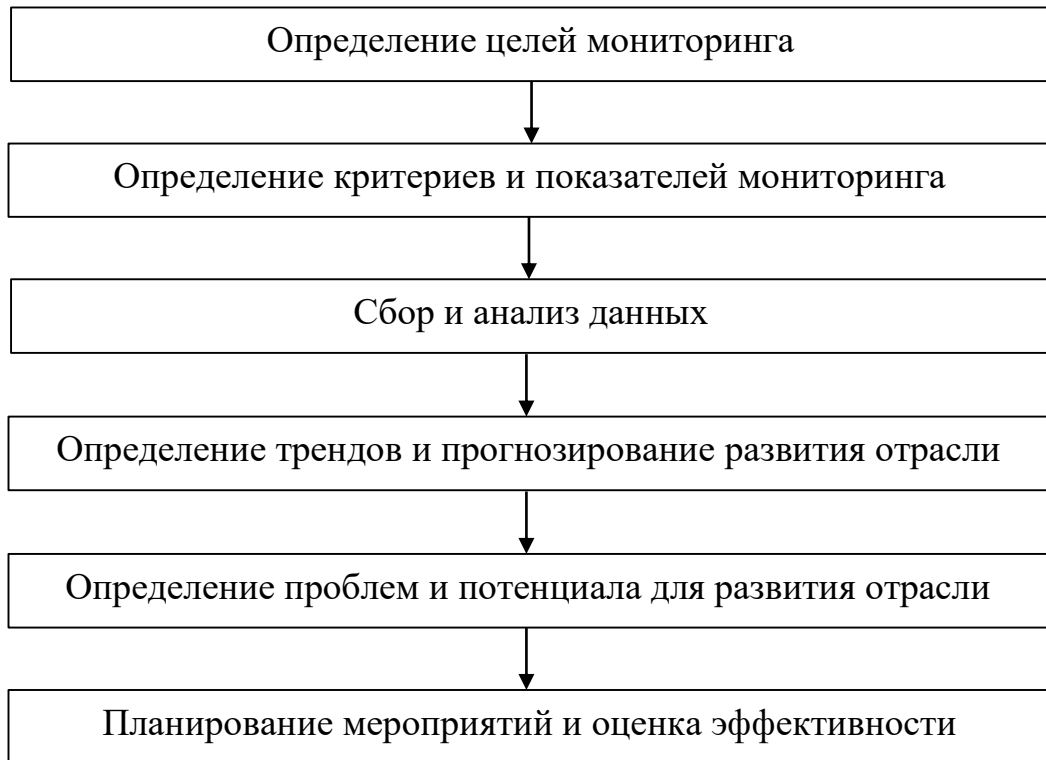 Определение целей мониторинга
Определение критериев и показателей мониторинга
Сбор и анализ данных
Определение трендов и прогнозирование развития отрасли
Определение проблем и потенциала для развития отрасли
Планирование мероприятий и оценка эффективности